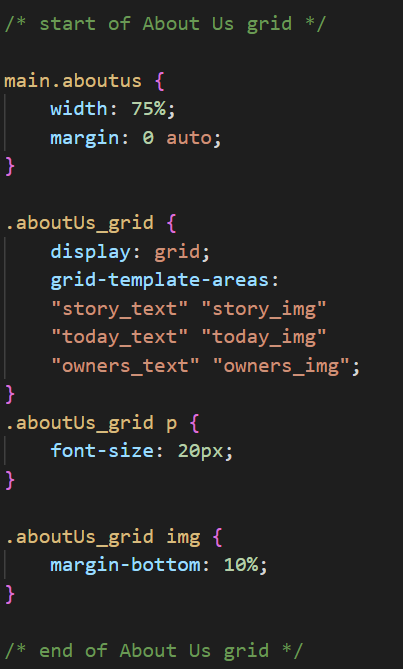 /* start of About Us grid */
main.aboutus {
width: 75%;
margin: 0 auto;
}
.aboutUs_grid {
display: grid;
grid-template-areas:
"story_text" "story_img"
"today_text" "today_img"
"owners_text" "owners_img";
}
.aboutUs_grid p {
font-size: 20px;
}
.aboutUs_grid img {
margin-bottom: 10%;
}
/* end of About Us grid */